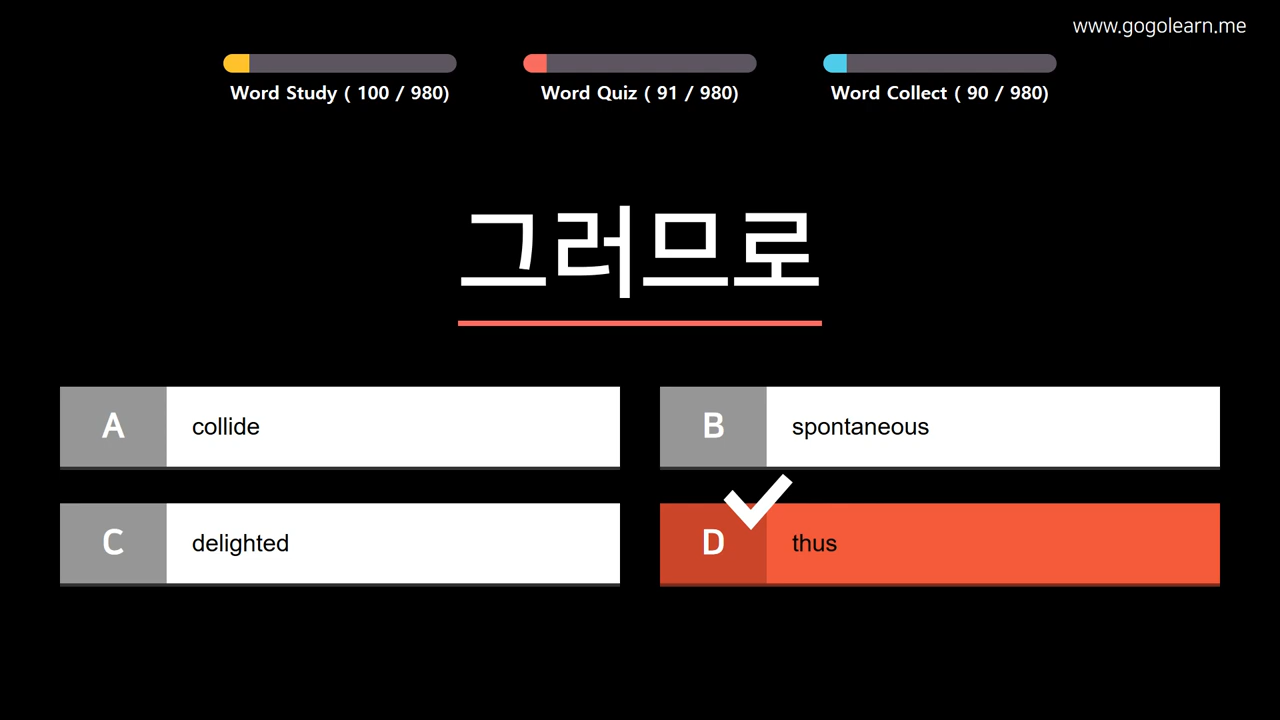 www.gogolearn.me
Word Study ( 100 / 980)
Word Quiz ( 91 / 980)
Word Collect ( 90 / 980)
그러므로
A collide
B spontaneous
C delighted
D thus